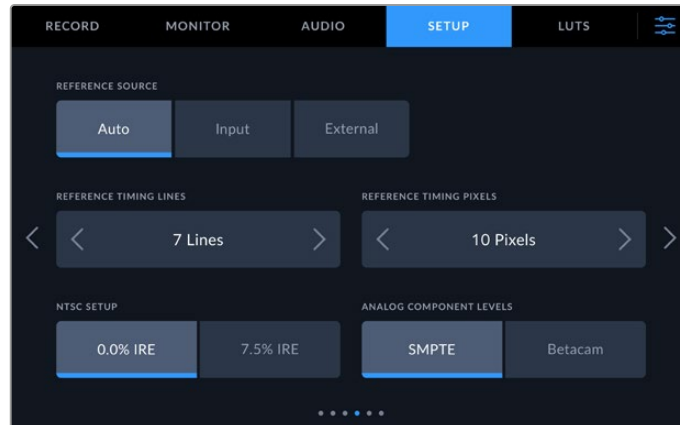 RECORD MONITOR AUDIO SETUP LUTS
REFERENCE SOURCE
Auto Input External
REFERENCE TIMING LINES REFERENCE TIMING PIXELS
7 Lines 10 Pixels
NTSC SETUP ANALOG COMPONENT LEVELS
0.0% IRE 7.5% IRE SMPTE Betacam